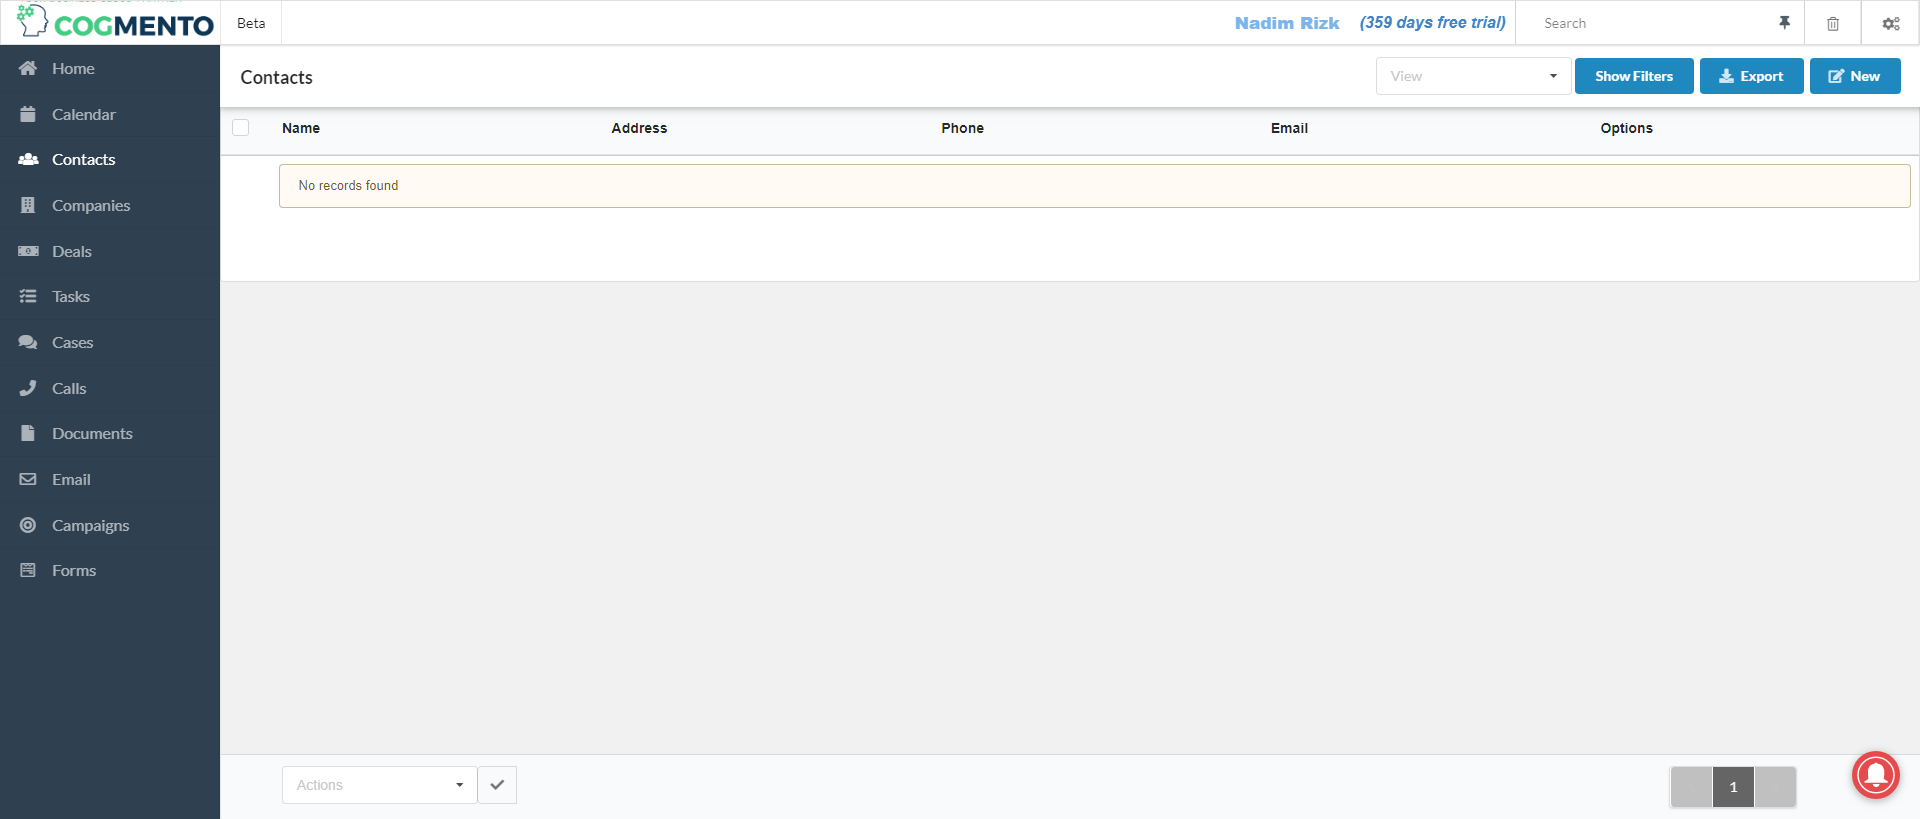 COGMENTO
Beta
Nadim Rizk
(359 days free trial)
Search
Home
Calendar
Contacts
Companies
Deals
Tasks
Cases
Calls
Documents
Email
Campaigns
Forms
Contacts
View
Show Filters
Export
New
Name Address Phone Email Options
No records found
Actions
1